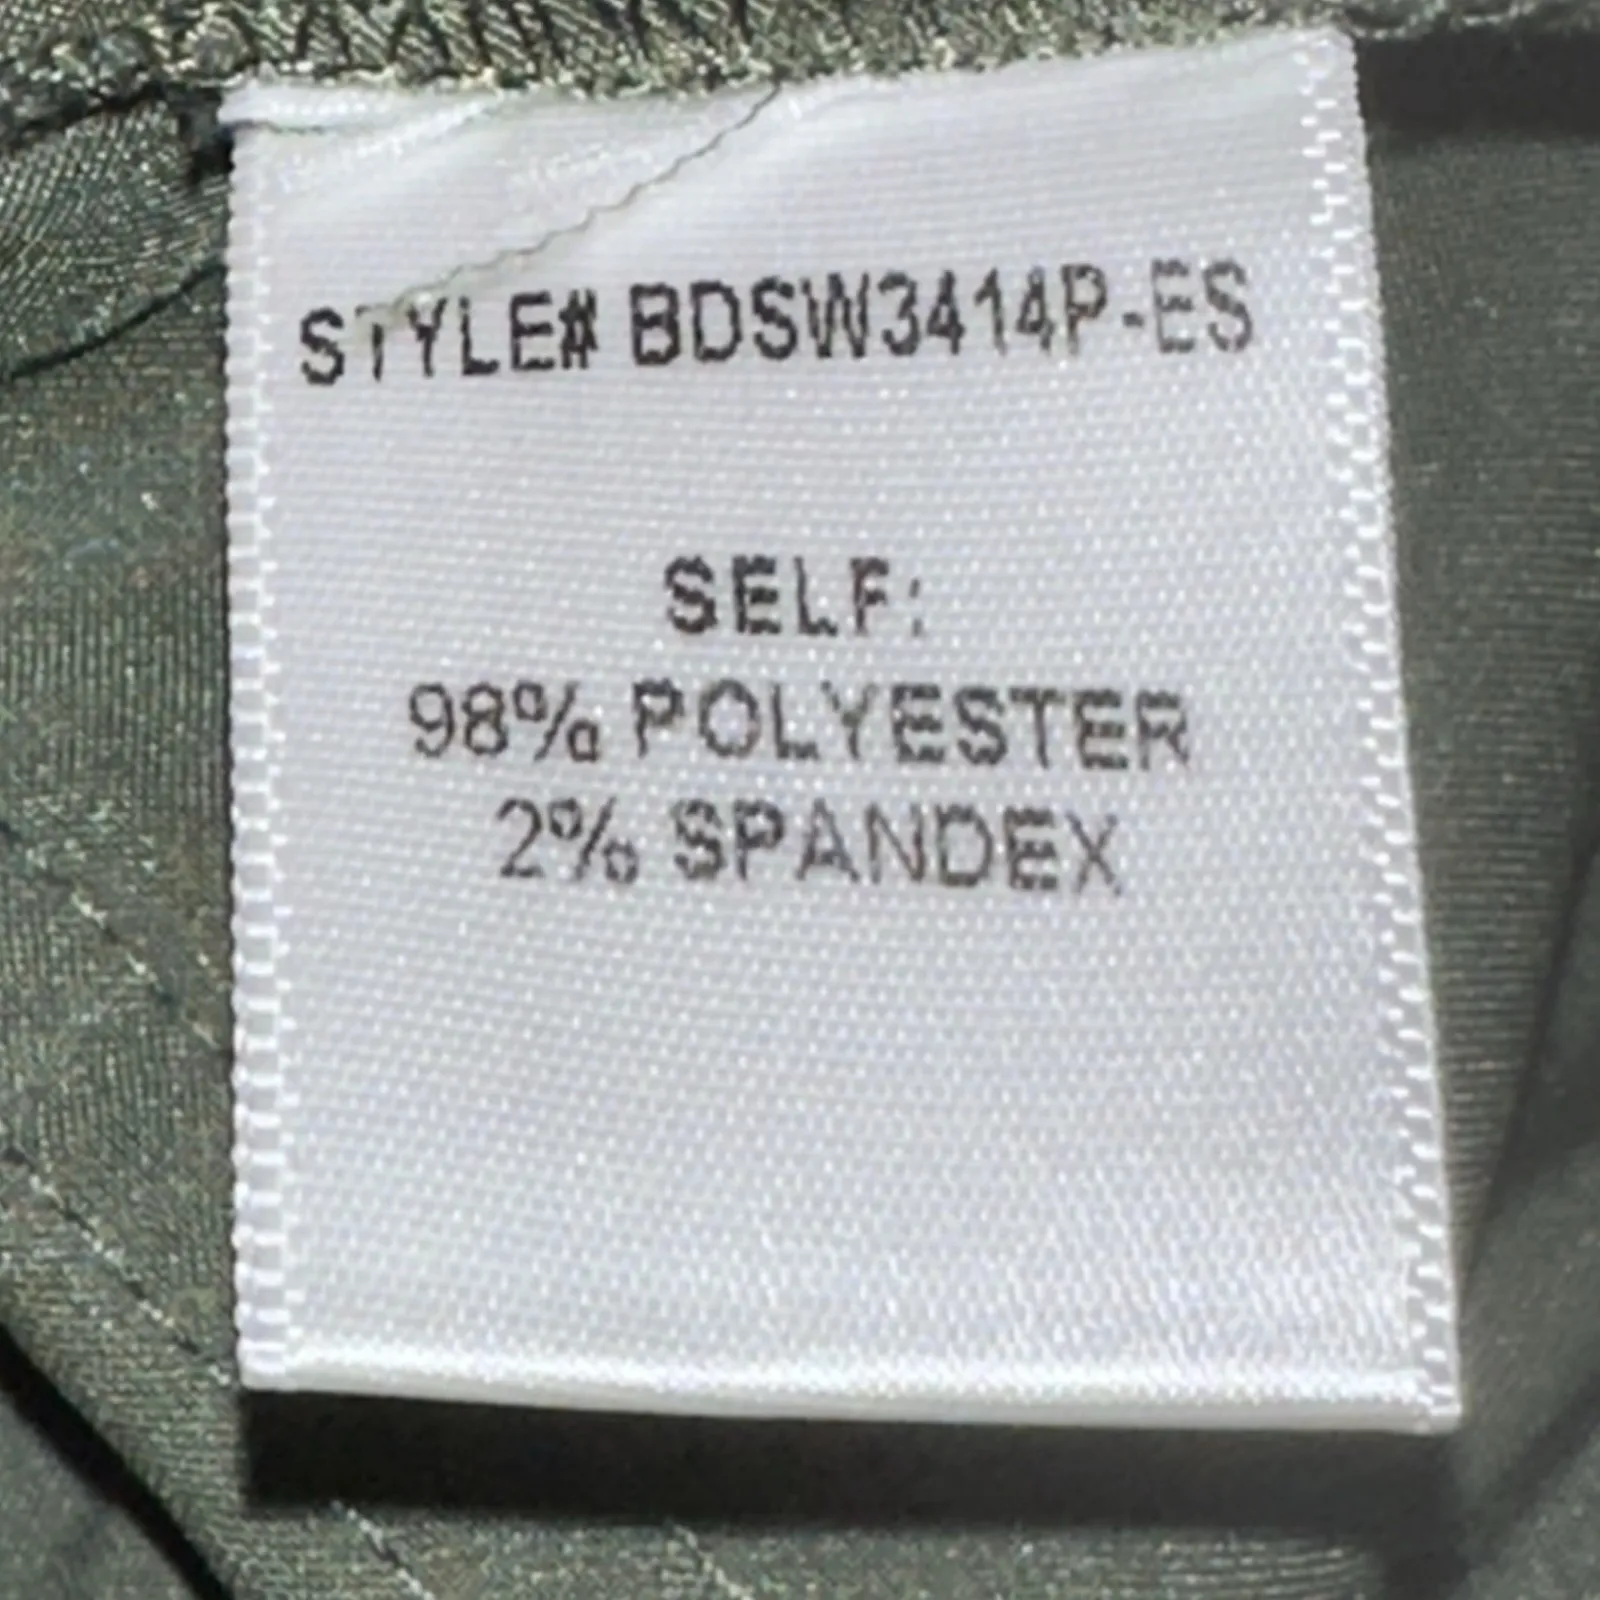 STYLE# BDSW3414P-ES
SELF:
98% POLYESTER
2% SPANDEX